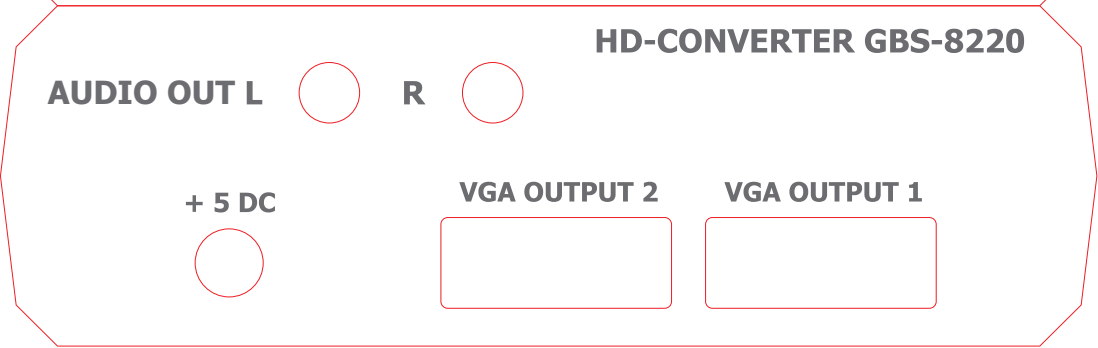 HD-CONVERTER GBS-8220
AUDIO OUT L R
+ 5 DC
VGA OUTPUT 2
VGA OUTPUT 1